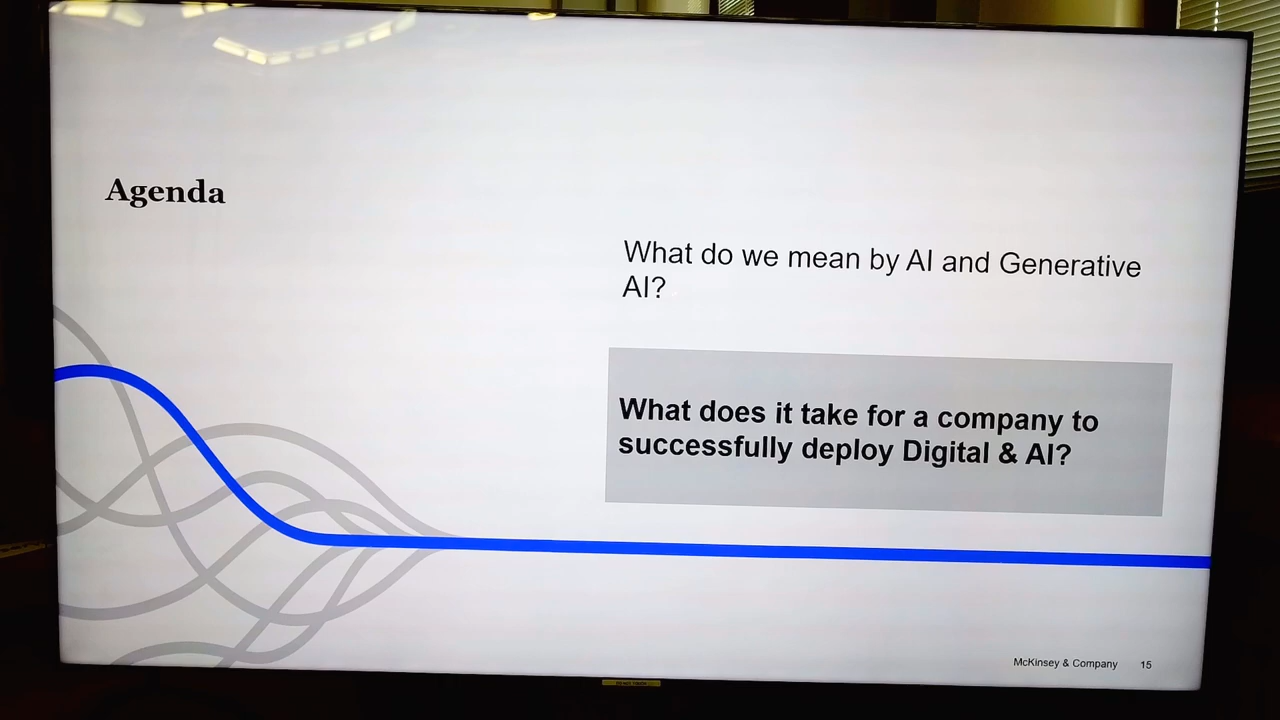 Agenda
What do we mean by AI and Generative
AI?
What does it take for a company to
successfully deploy Digital & AI?
McKinsey & Company 15